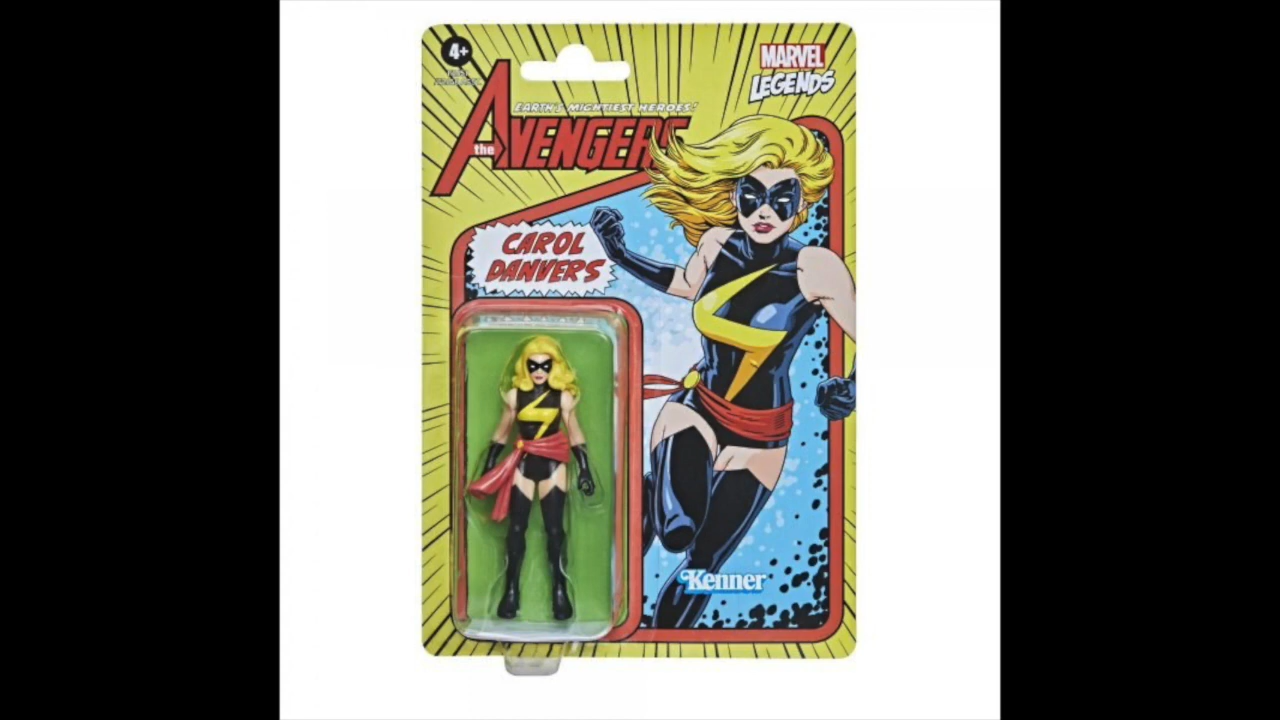 4+
MARVEL
LEGENDS
EARTH'S MIGHTIEST HEROES!
the AVENGERS
CAROL
DANVERS
Kenner